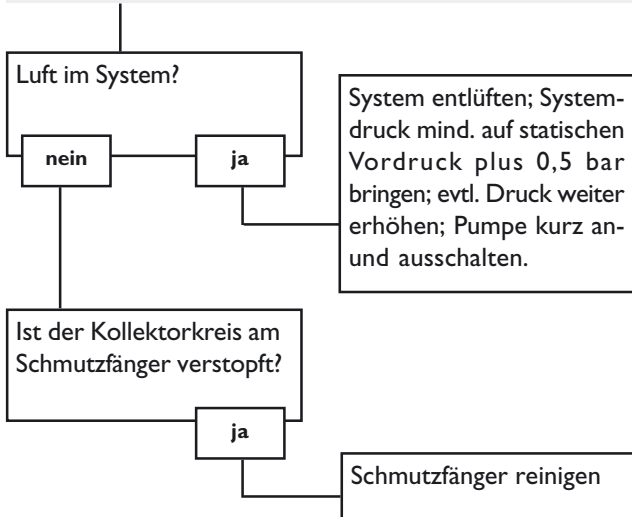 Luft im System?
nein
ja
System entlüften; System-
druck mind. auf statischen
Vordruck plus 0,5 bar
bringen; evtl. Druck weiter
erhöhen; Pumpe kurz an-
und ausschalten.
Ist der Kollektorkreis am
Schmutzfänger verstopft?
ja
Schmutzfänger reinigen